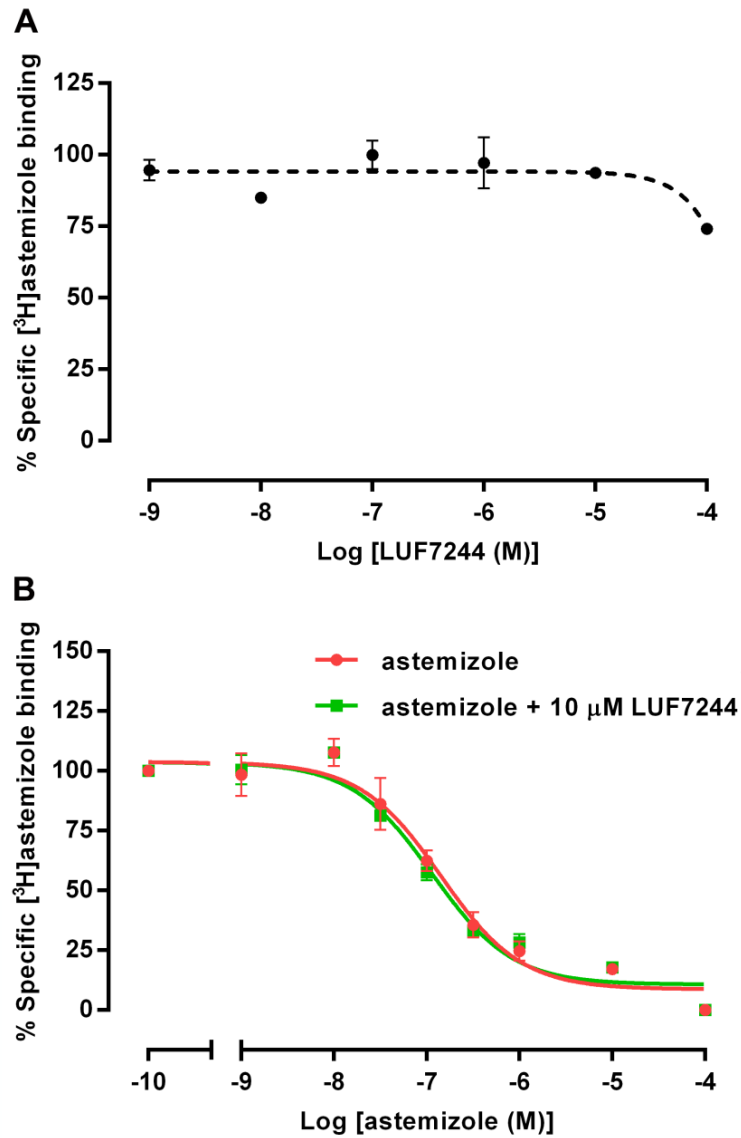 A
% Specific [³H]astemizole binding
125
100
75
50
25
0
-9 -8 -7 -6 -5 -4
Log [LUF7244 (M)]
B
% Specific [³H]astemizole binding
150
125
100
75
50
25
0
astemizole
astemizole + 10 μM LUF7244
-10 -9 -8 -7 -6 -5 -4
Log [astemizole (M)]